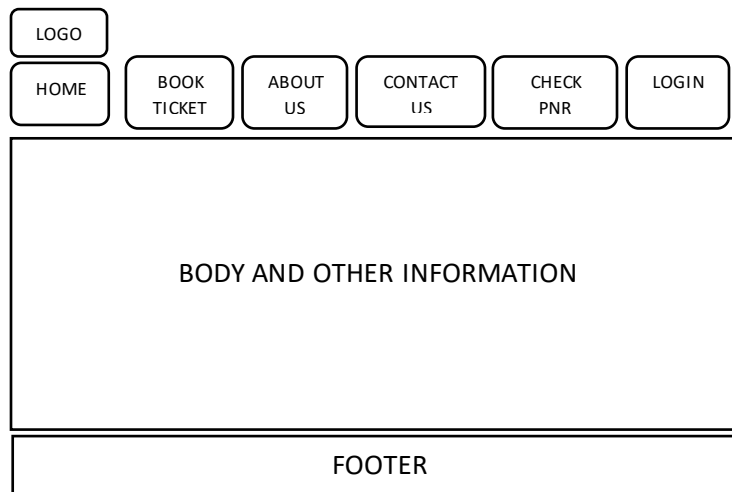 LOGO
HOME
BOOK
TICKET
ABOUT
US
CONTACT
US
CHECK
PNR
LOGIN
BODY AND OTHER INFORMATION
FOOTER